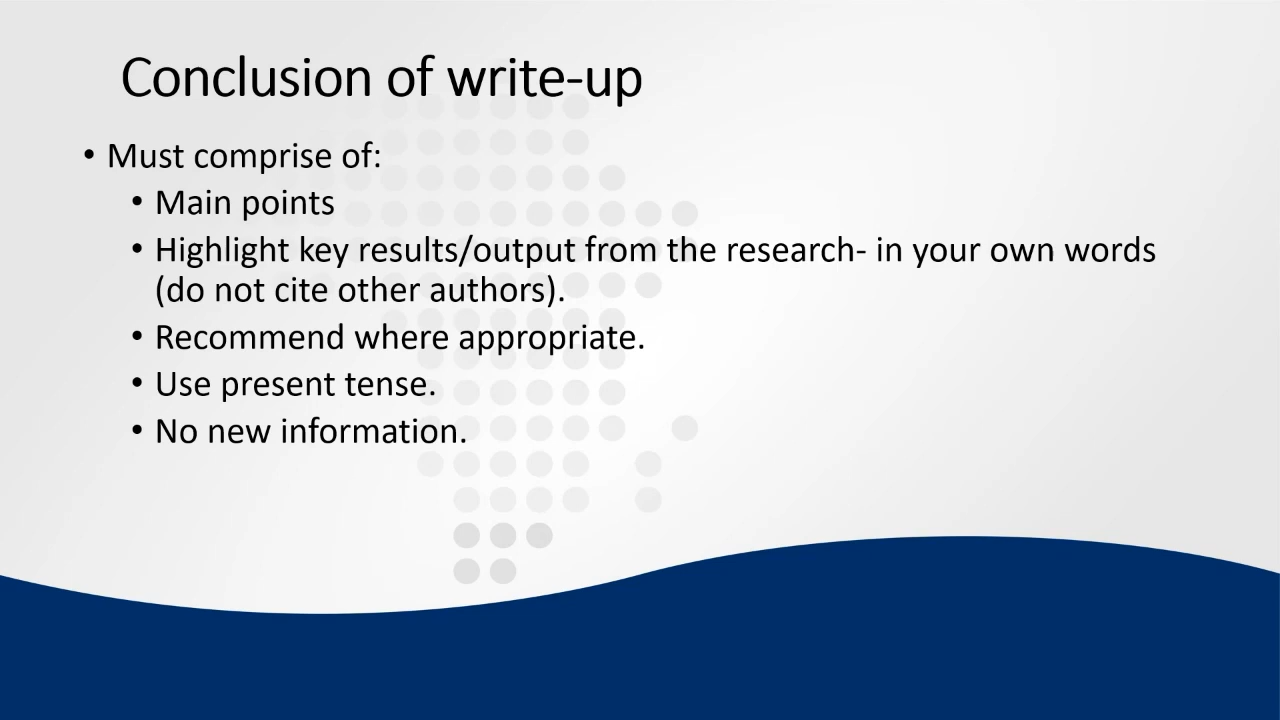 Conclusion of write-up
• Must comprise of:
• Main points
• Highlight key results/output from the research- in your own words
(do not cite other authors).
• Recommend where appropriate.
• Use present tense.
• No new information.